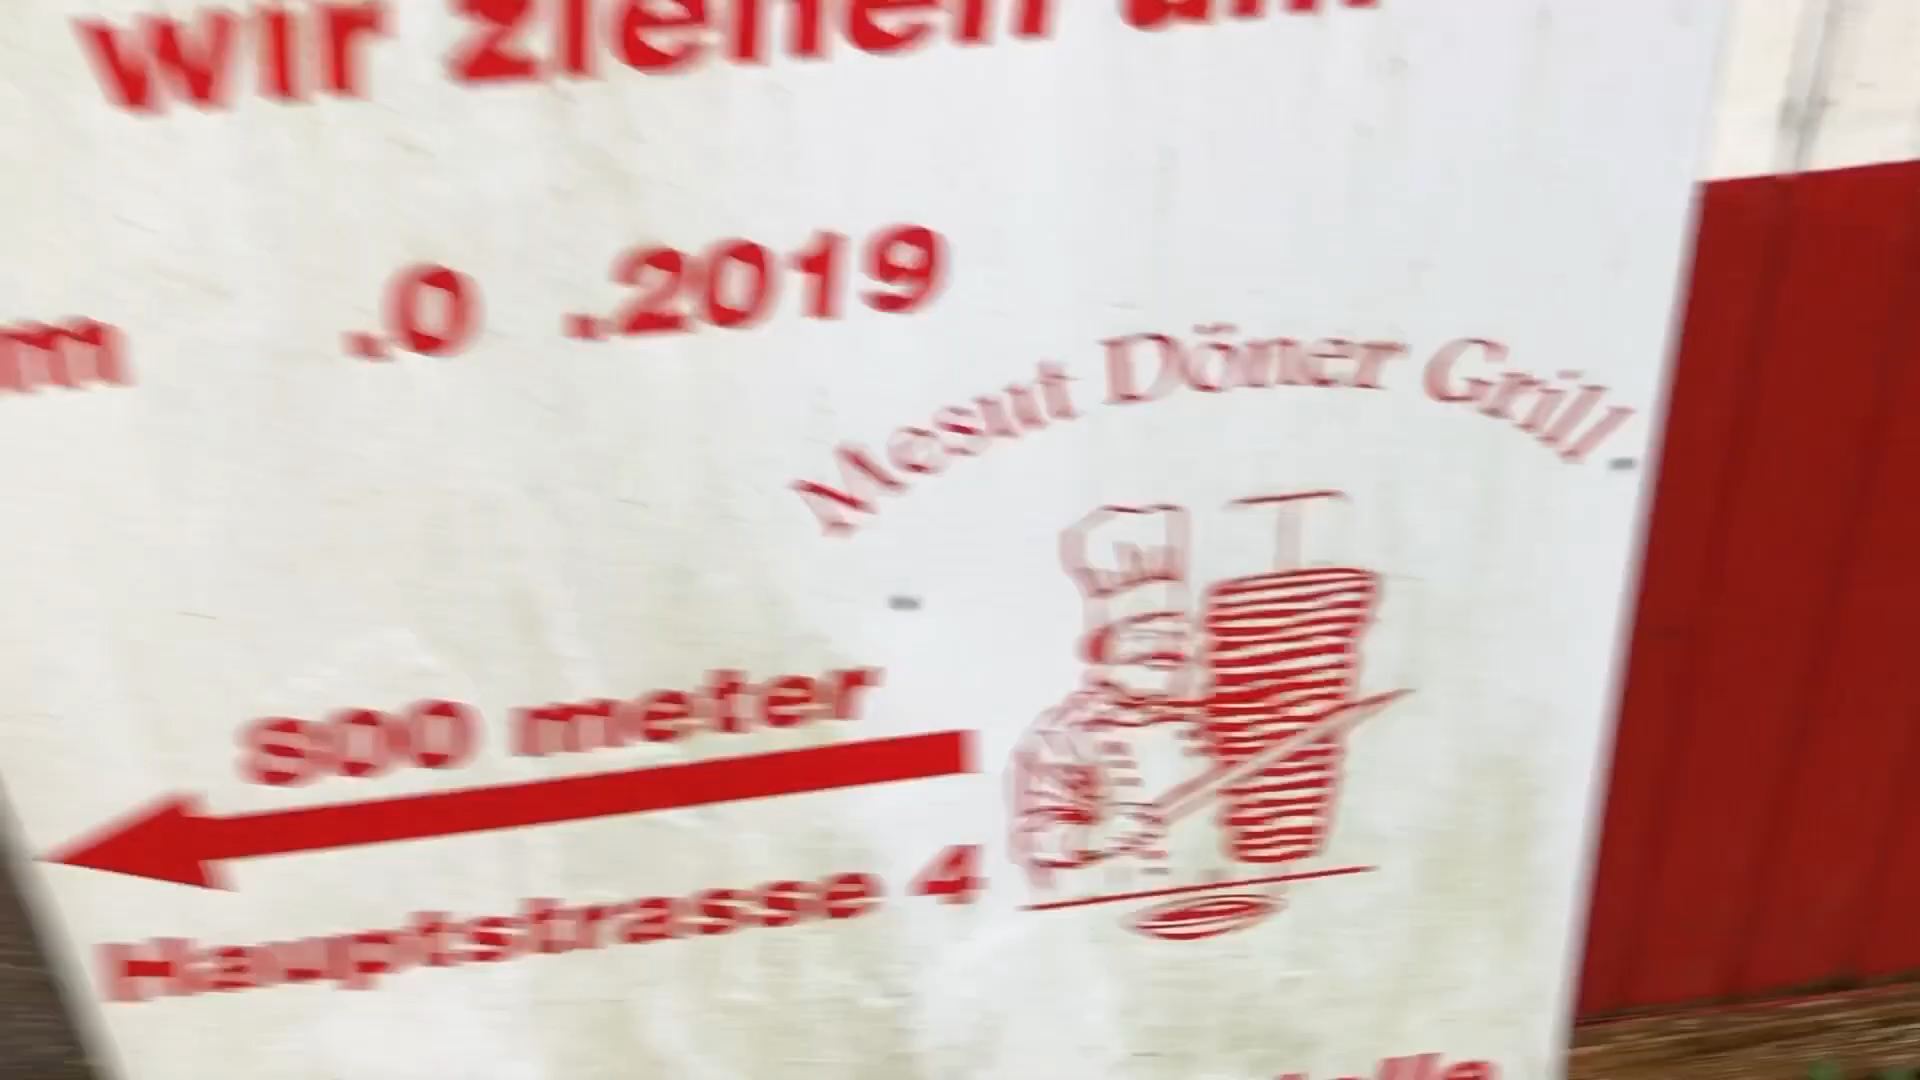 wir ziehen um
m .0 .2019
Mesut Döner Grill
800 meter
Hauptstrasse 4